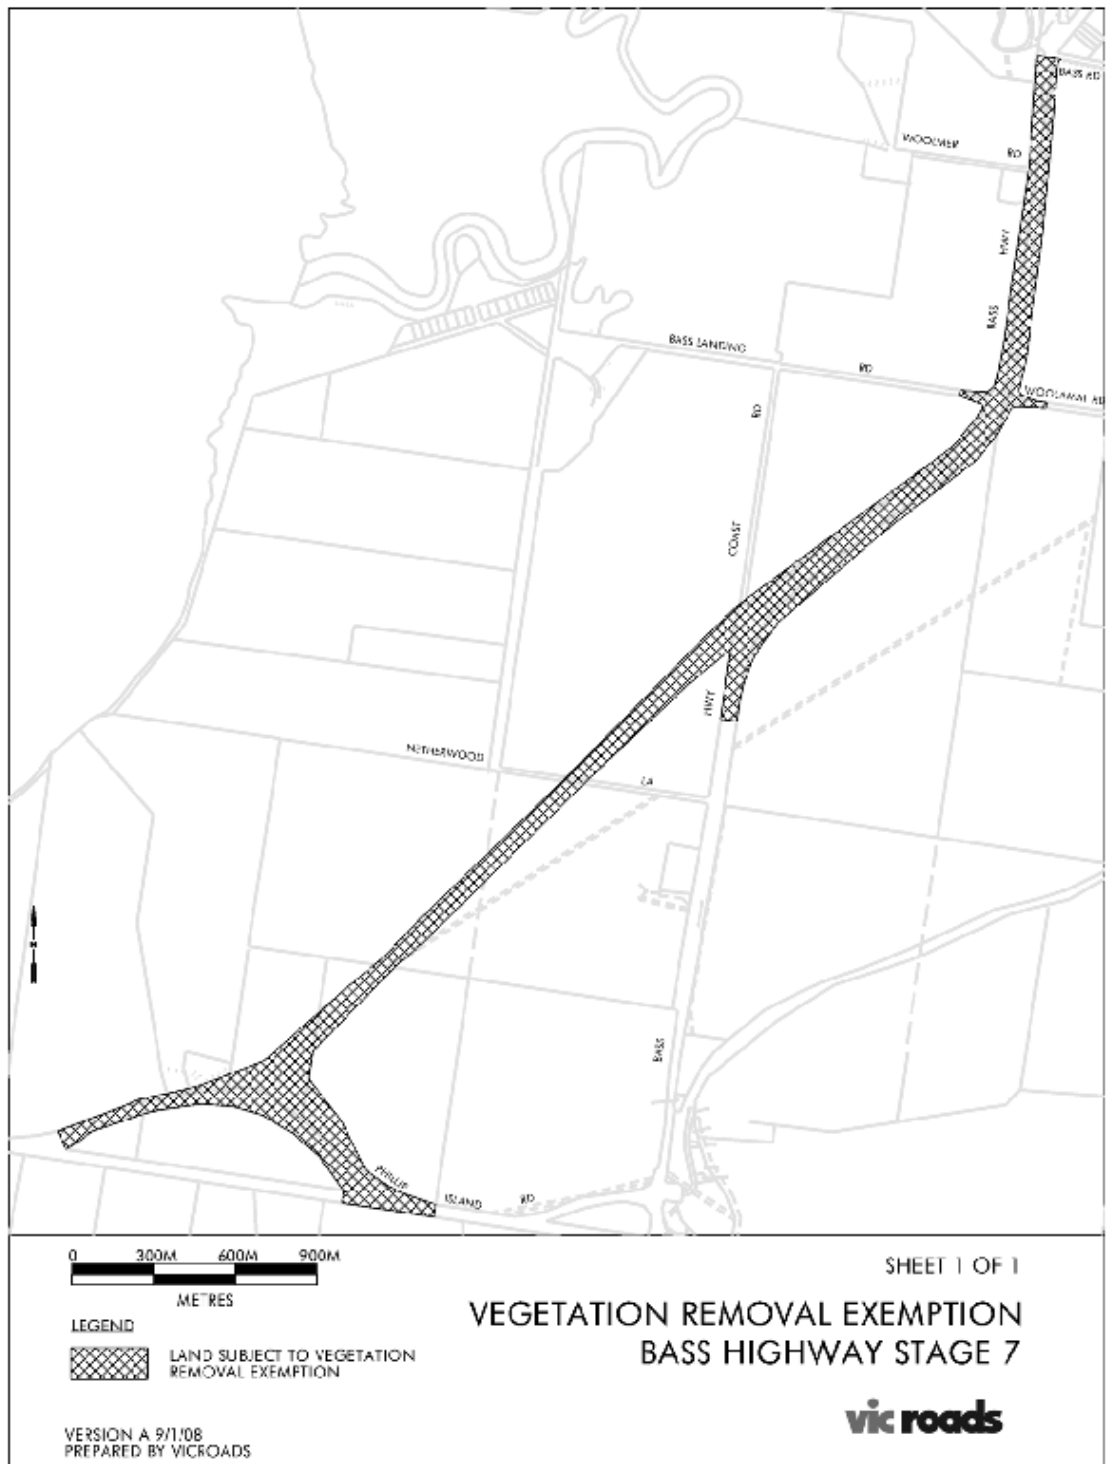 BASS RD
WOOLMER RD
HWY
BASS
BASS LANDING RD
WOOLAMAI RD
RD
COAST
HWY
NETHERWOOD LA
BASS
PHILLIP ISLAND RD
N
0 300M 600M 900M
METRES
LEGEND
LAND SUBJECT TO VEGETATION
REMOVAL EXEMPTION
VERSION A 9/1/08
PREPARED BY VICROADS
SHEET 1 OF 1
VEGETATION REMOVAL EXEMPTION
BASS HIGHWAY STAGE 7
vic roads